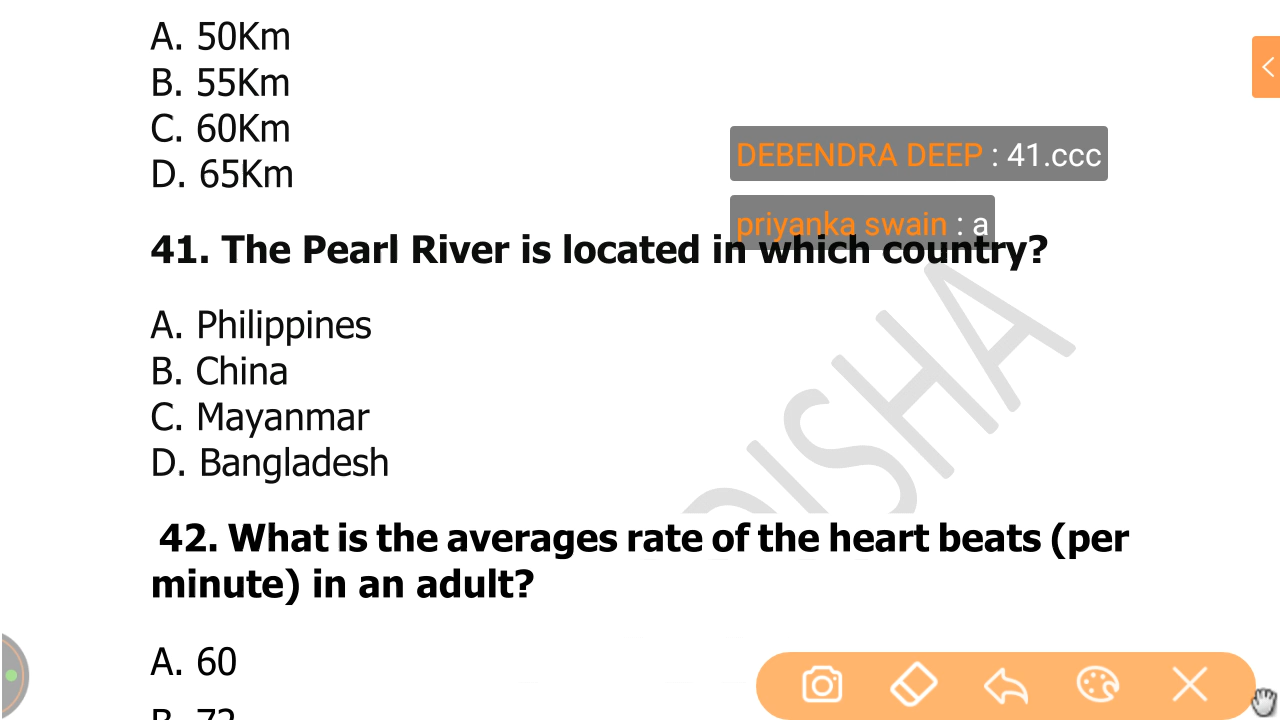 A. 50Km
B. 55Km
C. 60Km
D. 65Km
DEBENDRA DEEP : 41.ccc
priyanka swain : a
41. The Pearl River is located in which country?
A. Philippines
B. China
C. Mayanmar
D. Bangladesh
42. What is the averages rate of the heart beats (per
minute) in an adult?
A. 60
B. 72